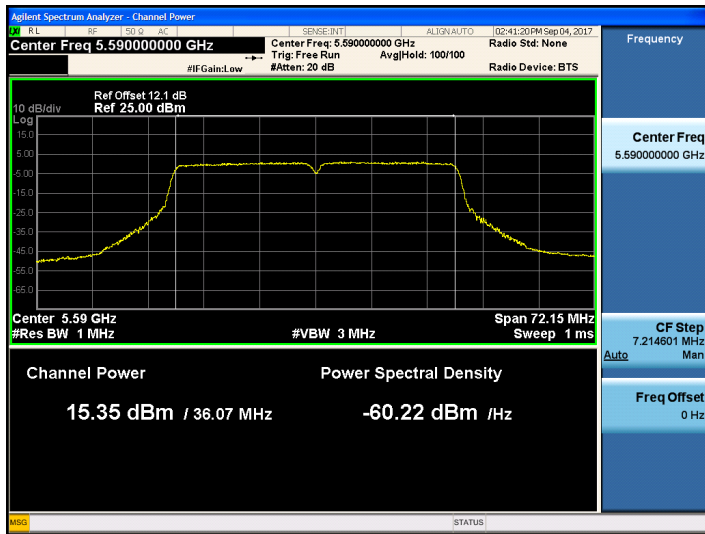 Agilent Spectrum Analyzer - Channel Power
LXI RL RF 50 Ω AC SENSE:INT ALIGN AUTO 02:41:20 PM Sep 04, 2017
Center Freq 5.590000000 GHz
Center Freq: 5.590000000 GHz Radio Std: None
Trig: Free Run Avg|Hold: 100/100
#IFGain:Low #Atten: 20 dB Radio Device: BTS
Frequency
Ref Offset 12.1 dB
10 dB/div Ref 25.00 dBm
Log
15.0
5.00
-5.00
-15.0
-25.0
-35.0
-45.0
-55.0
-65.0
Center 5.59 GHz Span 72.15 MHz
#Res BW 1 MHz #VBW 3 MHz Sweep 1 ms
Channel Power Power Spectral Density
15.35 dBm / 36.07 MHz -60.22 dBm /Hz
Center Freq
5.590000000 GHz
CF Step
7.214601 MHz
Auto Man
Freq Offset
0 Hz
MSG STATUS